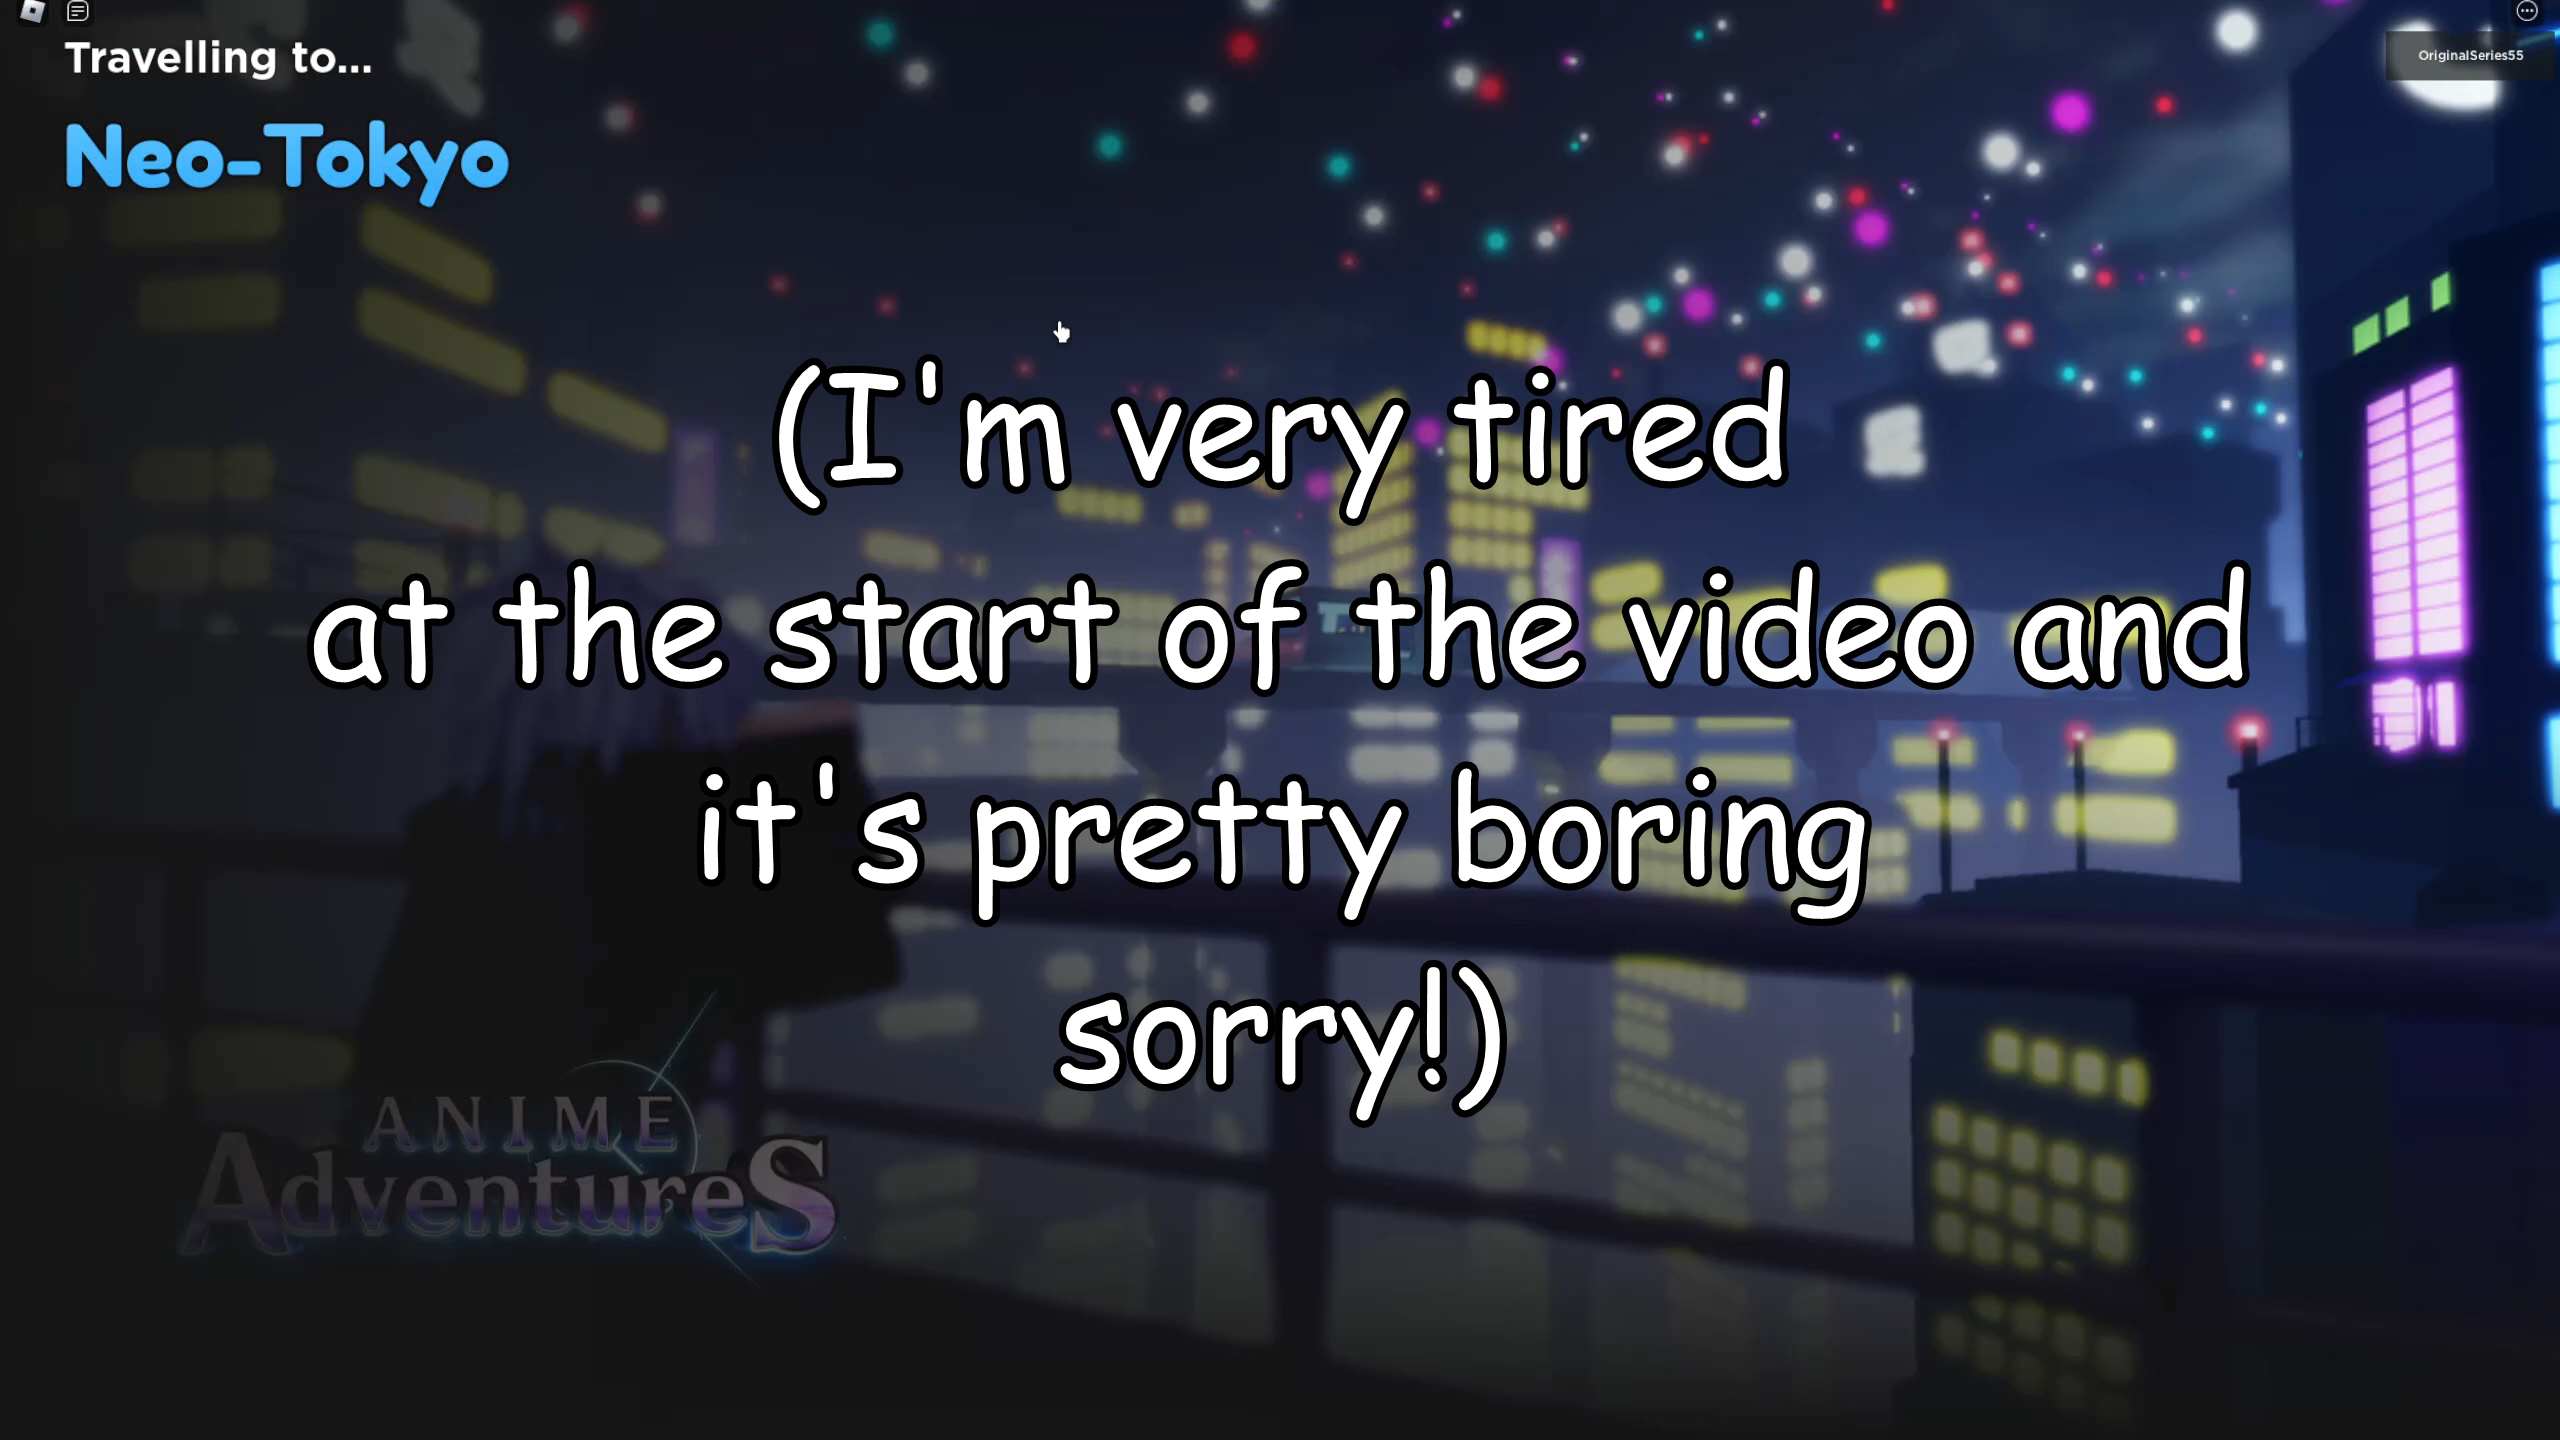 Travelling to...
Neo-Tokyo
OriginalSeries55
(I'm very tired
at the start of the video and
it's pretty boring
sorry!)
ANIME
AdventureS